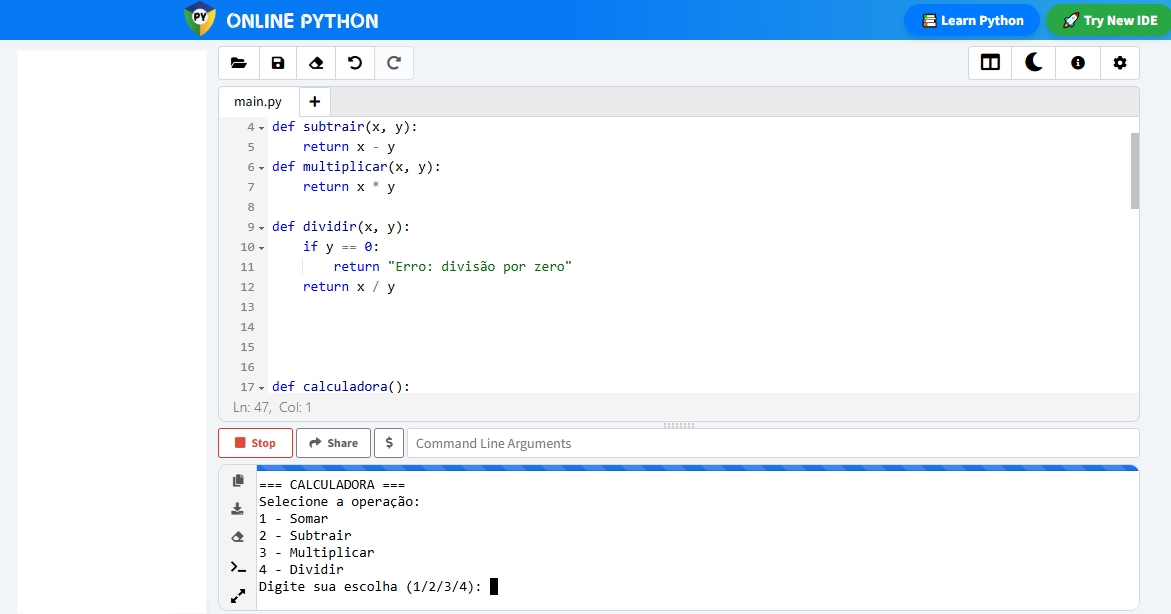 PY ONLINE PYTHON
Learn Python
Try New IDE
main.py
+
4 def subtrair(x, y):
5 return x - y
6 def multiplicar(x, y):
7 return x * y
8
9 def dividir(x, y):
10 if y == 0:
11 return "Erro: divisão por zero"
12 return x / y
13
14
15
16
17 def calculadora():
Ln: 47, Col: 1
Stop
Share
$
Command Line Arguments
=== CALCULADORA ===
Selecione a operação:
1 - Somar
2 - Subtrair
3 - Multiplicar
4 - Dividir
Digite sua escolha (1/2/3/4):